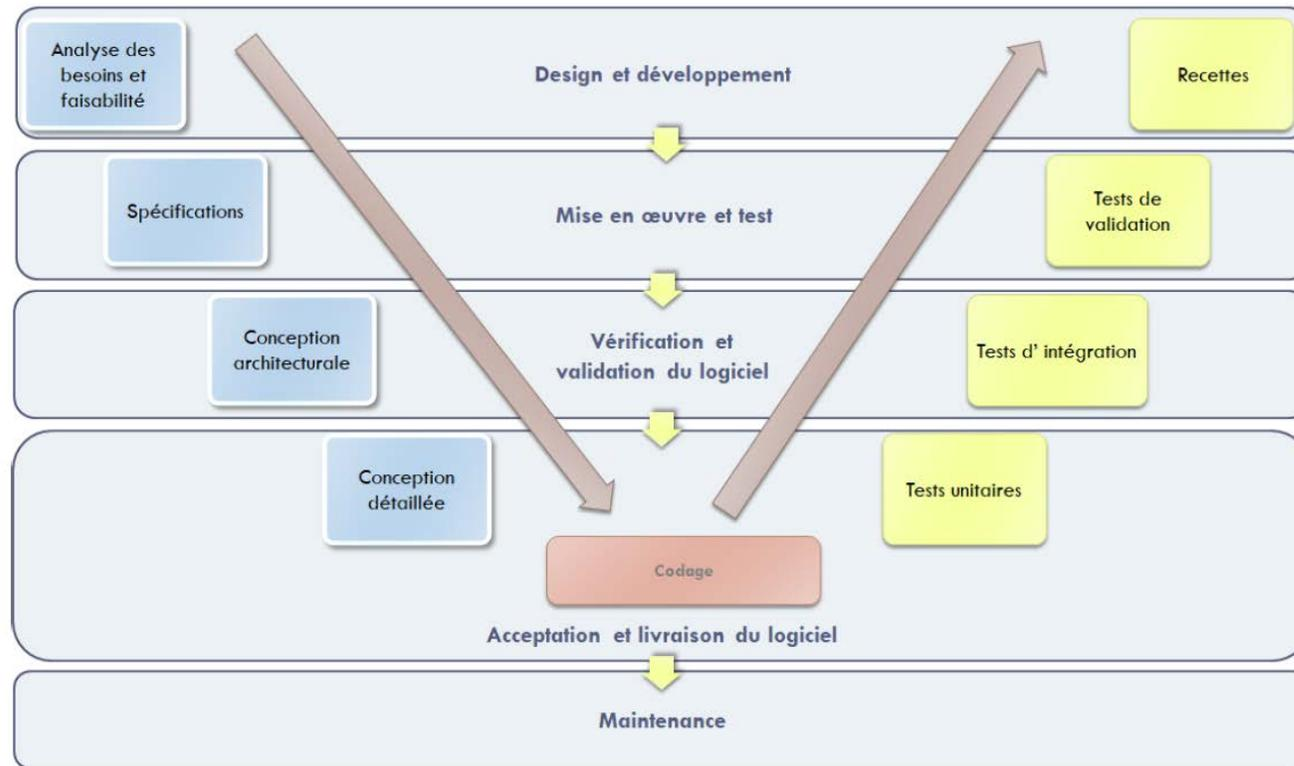 Analyse des
besoins et
faisabilité
Design et développement
Recettes
Spécifications
Mise en œuvre et test
Tests de
validation
Conception
architecturale
Vérification et
validation du logiciel
Tests d' intégration
Conception
détaillée
Tests unitaires
Codage
Acceptation et livraison du logiciel
Maintenance